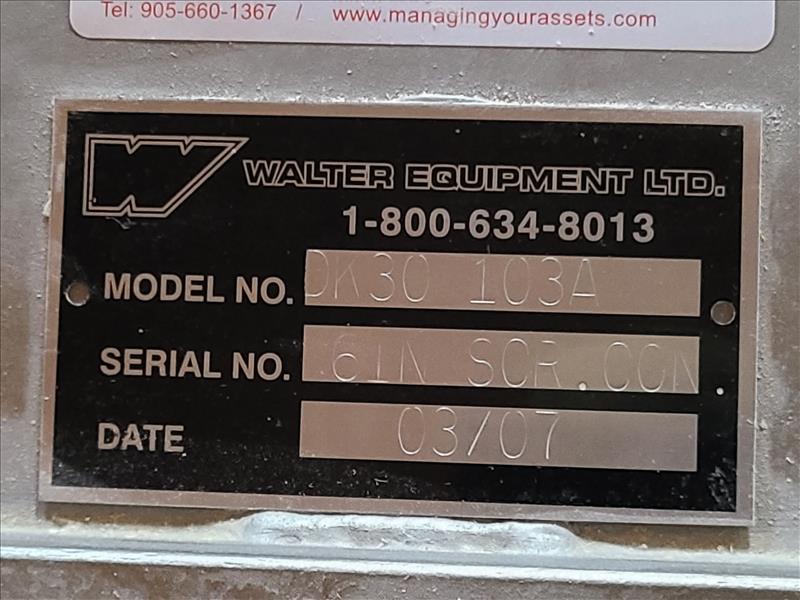 Tel: 905-660-1367 / www.managingyourassets.com
WALTER EQUIPMENT LTD.
1-800-634-8013
MODEL NO. DK30 103A
SERIAL NO. 6IN SCR.CON.
DATE 03/07